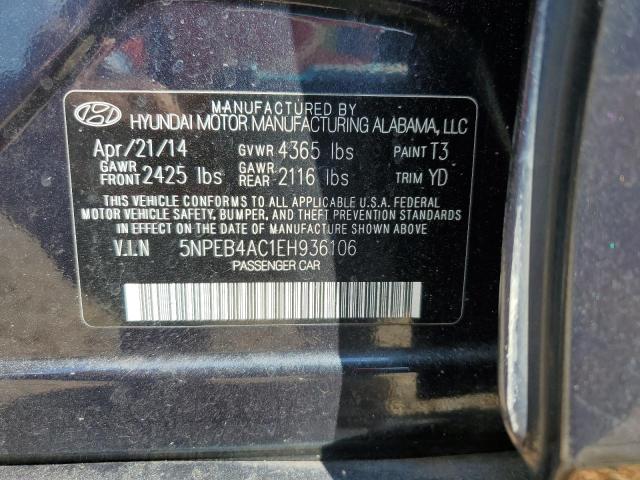 MANUFACTURED BY
HYUNDAI MOTOR MANUFACTURING ALABAMA, LLC
Apr/21/14 GVWR 4365 lbs PAINT T3
GAWR FRONT 2425 lbs GAWR REAR 2116 lbs TRIM YD
THIS VEHICLE CONFORMS TO ALL APPLICABLE U.S.A. FEDERAL
MOTOR VEHICLE SAFETY, BUMPER, AND THEFT PREVENTION STANDARDS
IN EFFECT ON THE DATE OF MANUFACTURE SHOWN ABOVE.
V.I.N 5NPEB4AC1EH936106
PASSENGER CAR